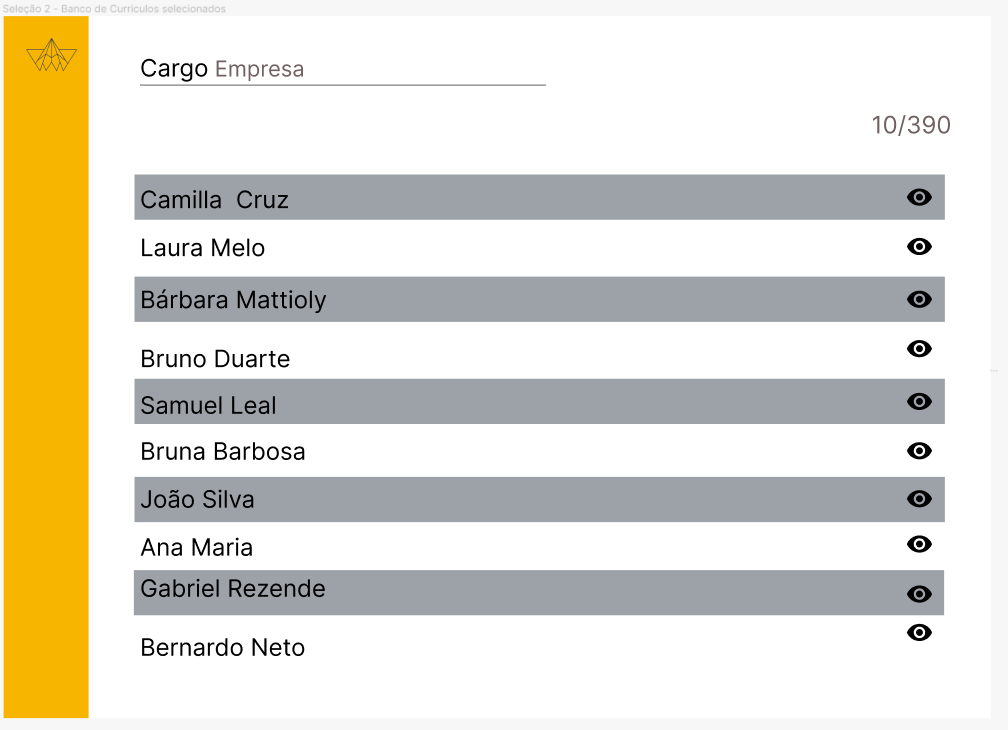 Seleção 2 - Banco de Curriculos selecionados
Cargo Empresa
10/390
Camilla  Cruz
Laura Melo
Bárbara Mattioly
Bruno Duarte
Samuel Leal
Bruna Barbosa
João Silva
Ana Maria
Gabriel Rezende
Bernardo Neto